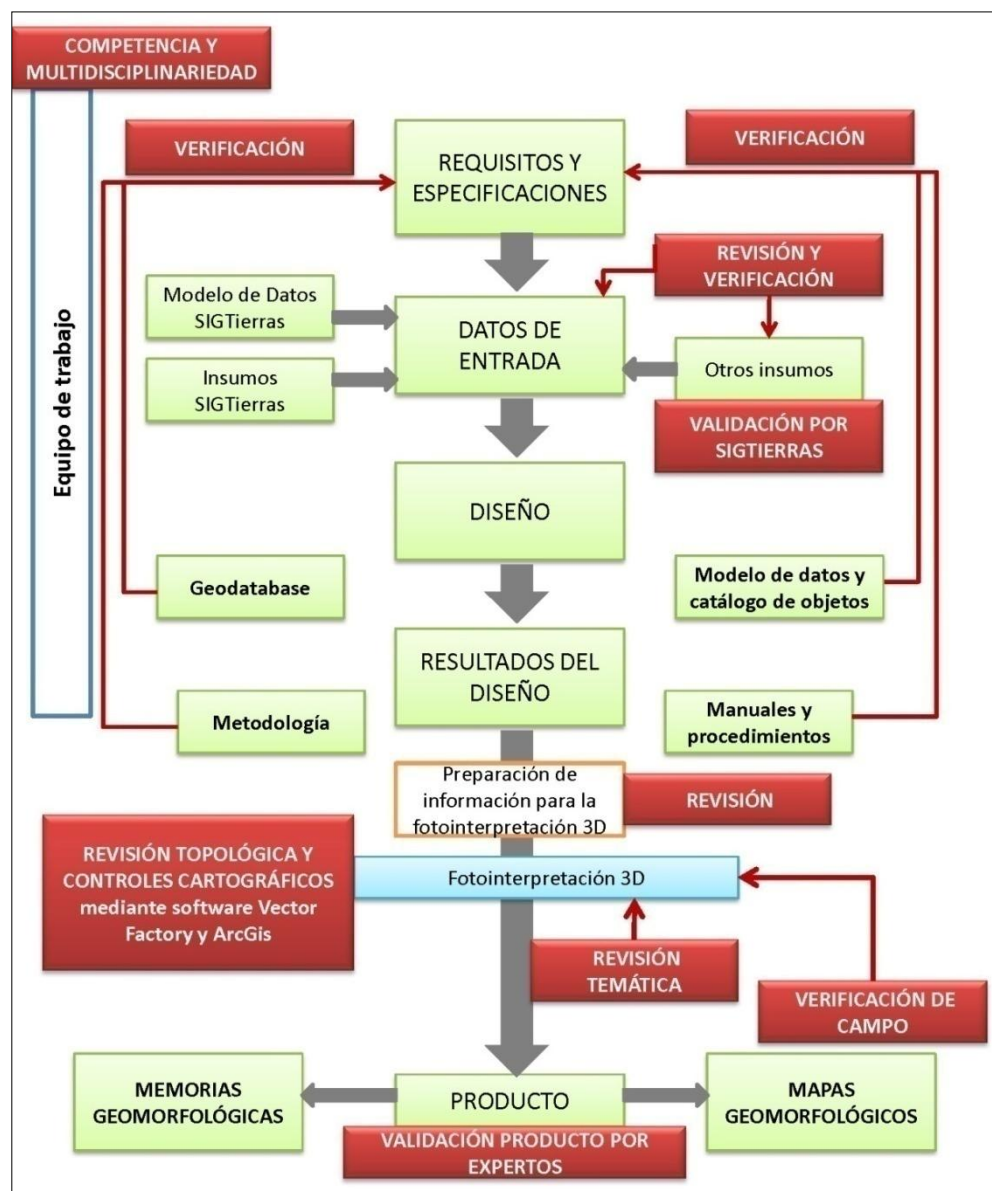 COMPETENCIA Y
MULTIDISCIPLINARIEDAD
Equipo de trabajo
VERIFICACIÓN
REQUISITOS Y
ESPECIFICACIONES
VERIFICACIÓN
REVISIÓN Y
VERIFICACIÓN
Modelo de Datos
SIGTierras
DATOS DE
ENTRADA
Insumos
SIGTierras
Otros insumos
VALIDACIÓN POR
SIGTIERRAS
DISEÑO
Geodatabase
Modelo de datos y
catálogo de objetos
RESULTADOS DEL
DISEÑO
Metodología
Manuales y
procedimientos
Preparación de
información para la
fotointerpretación 3D
REVISIÓN
REVISIÓN TOPOLÓGICA Y
CONTROLES CARTOGRÁFICOS
mediante software Vector
Factory y ArcGis
Fotointerpretación 3D
REVISIÓN
TEMÁTICA
VERIFICACIÓN DE
CAMPO
MEMORIAS
GEOMORFOLÓGICAS
PRODUCTO
MAPAS
GEOMORFOLÓGICOS
VALIDACIÓN PRODUCTO POR
EXPERTOS